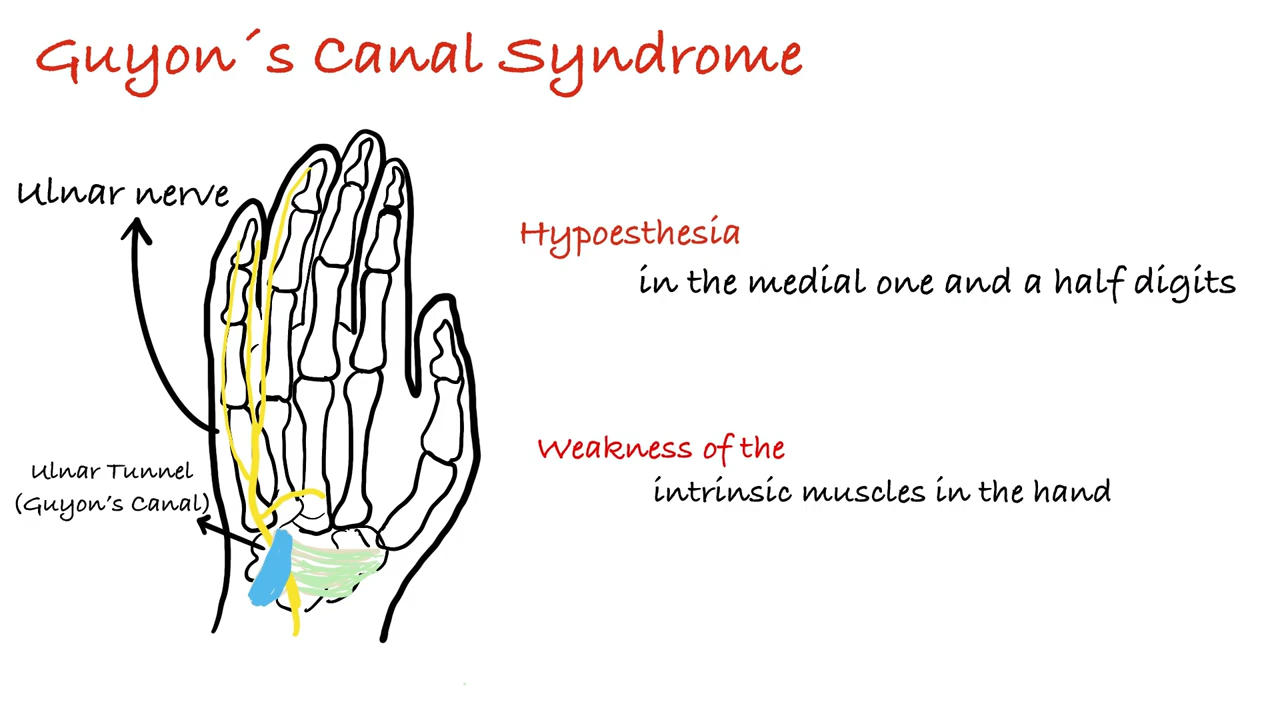 Guyon´s Canal Syndrome
Ulnar nerve
Hypoesthesia
in the medial one and a half digits
Weakness of the
intrinsic muscles in the hand
Ulnar Tunnel
(Guyon's Canal)